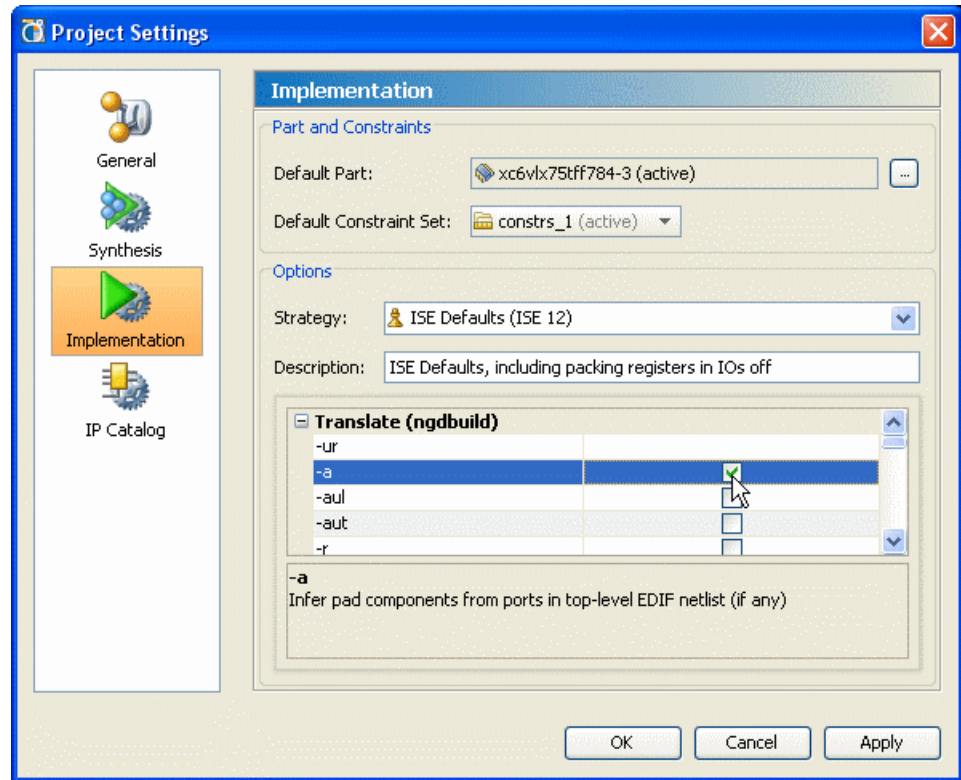 Project Settings
General
Synthesis
Implementation
IP Catalog
Implementation
Part and Constraints
Default Part: xc6vlx75tff784-3 (active) ...
Default Constraint Set: constrs_1 (active)
Options
Strategy: ISE Defaults (ISE 12)
Description: ISE Defaults, including packing registers in IOs off
Translate (ngdbuild)
-ur
-a
-aul
-aut
-r
-a
Infer pad components from ports in top-level EDIF netlist (if any)
OK Cancel Apply